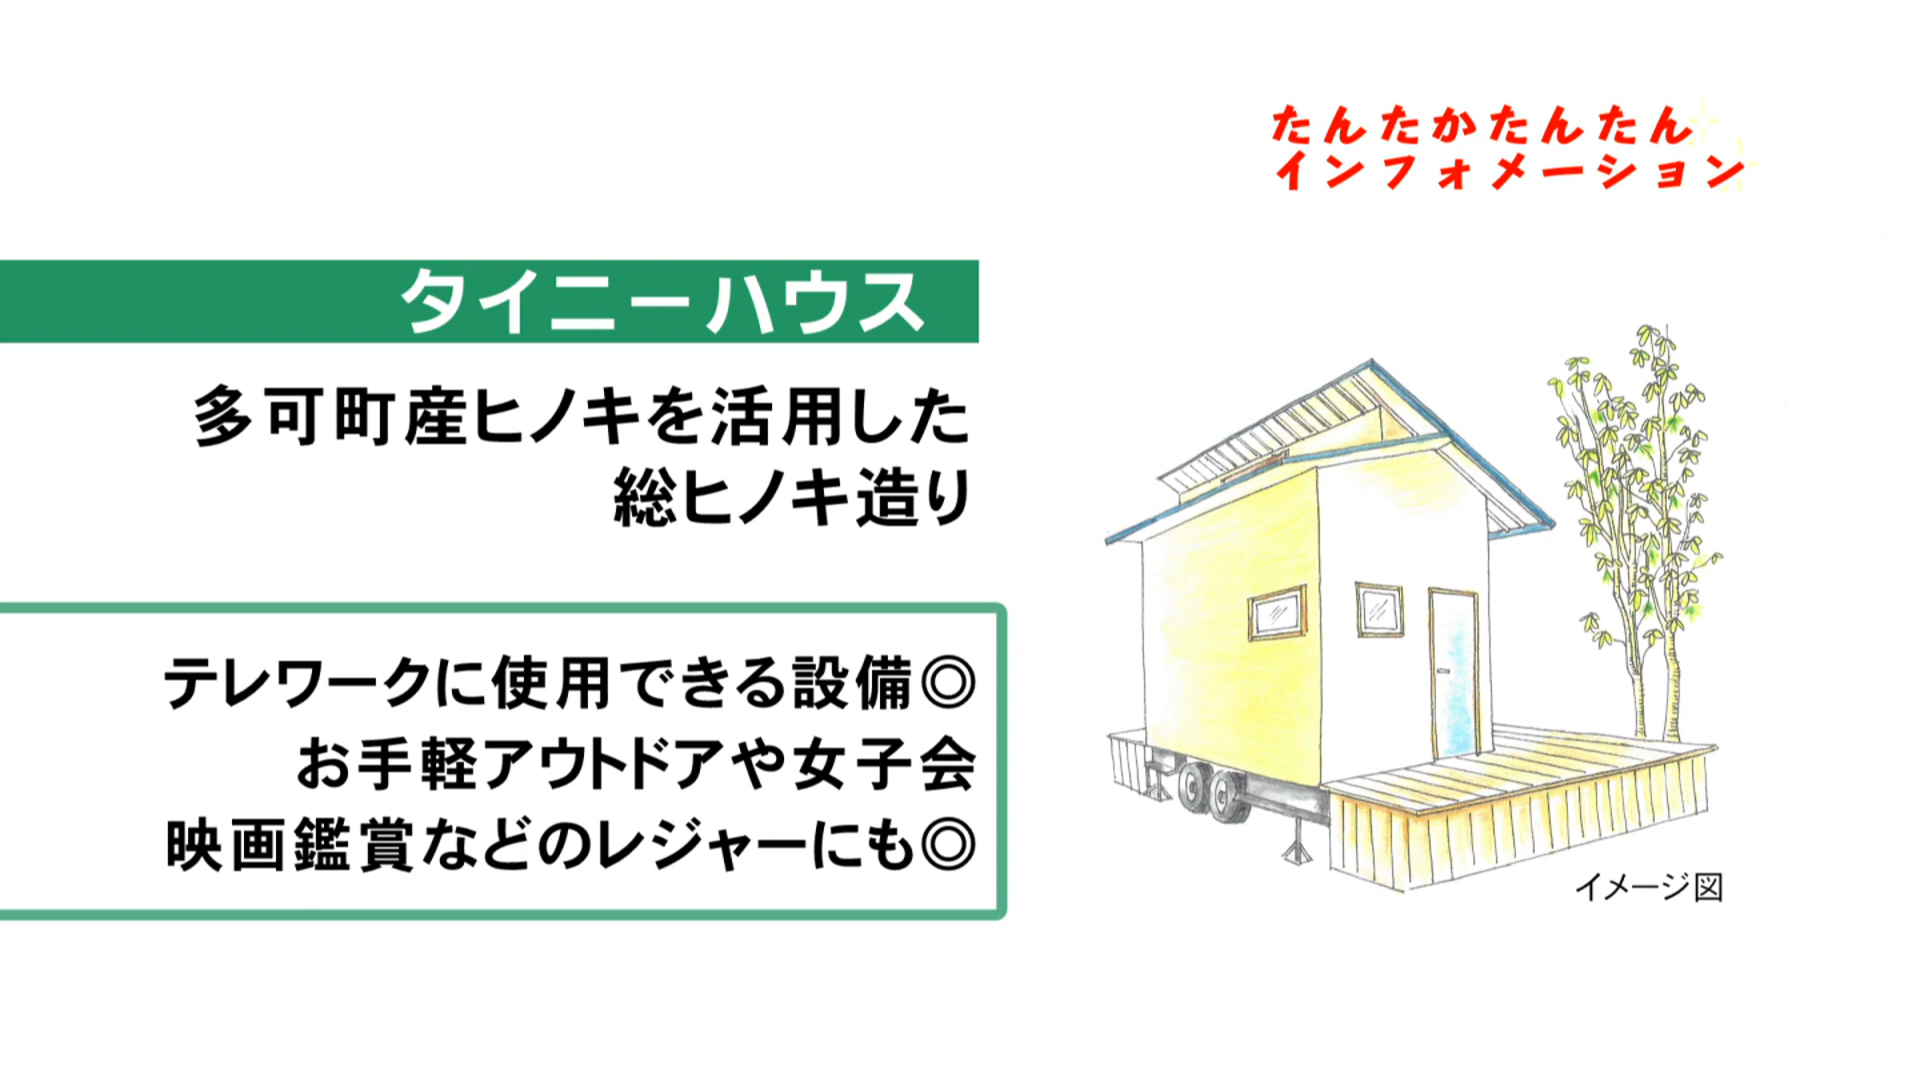 たんたかたんたん
インフォメーション
タイニーハウス
多可町産ヒノキを活用した
総ヒノキ造り
テレワークに使用できる設備◎
お手軽アウトドアや女子会
映画鑑賞などのレジャーにも◎
イメージ図